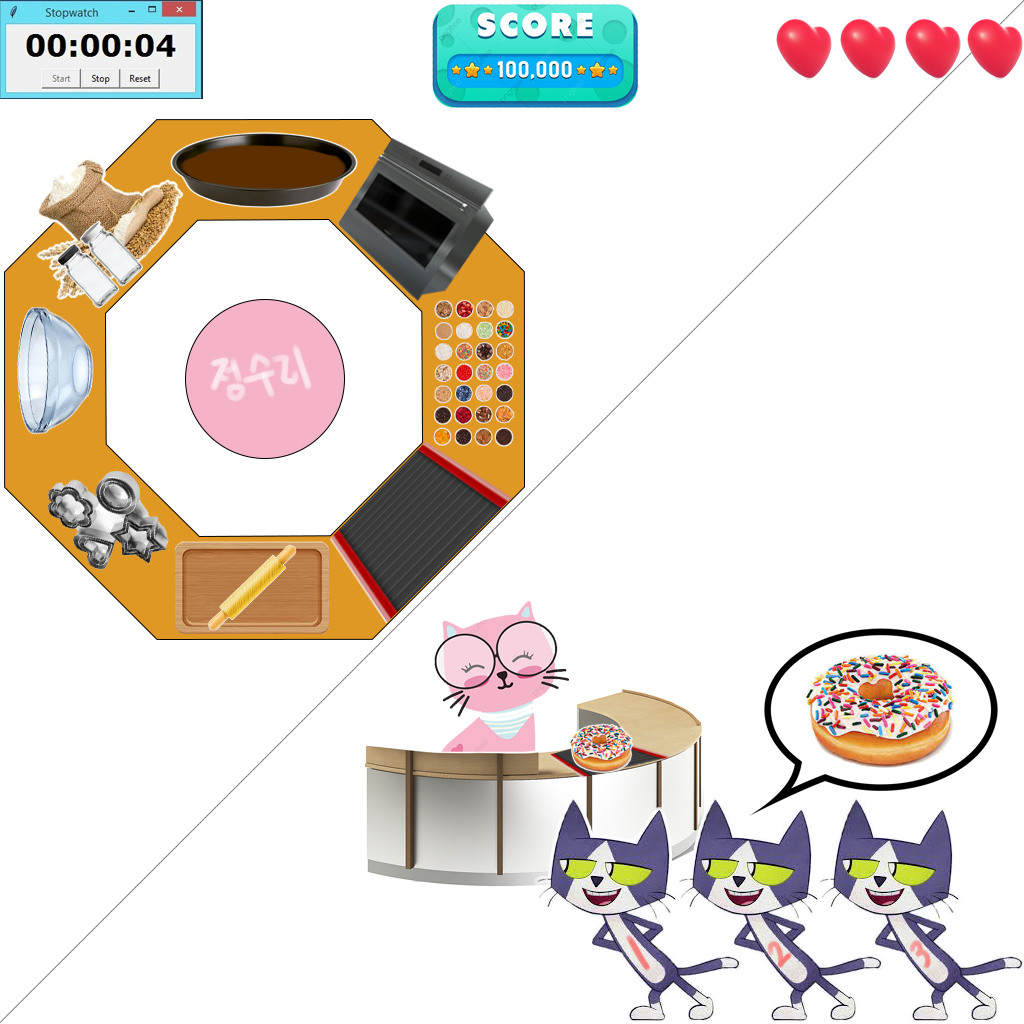 Stopwatch
00:00:04
Start Stop Reset
SCORE
100,000
정수리
1
2
3